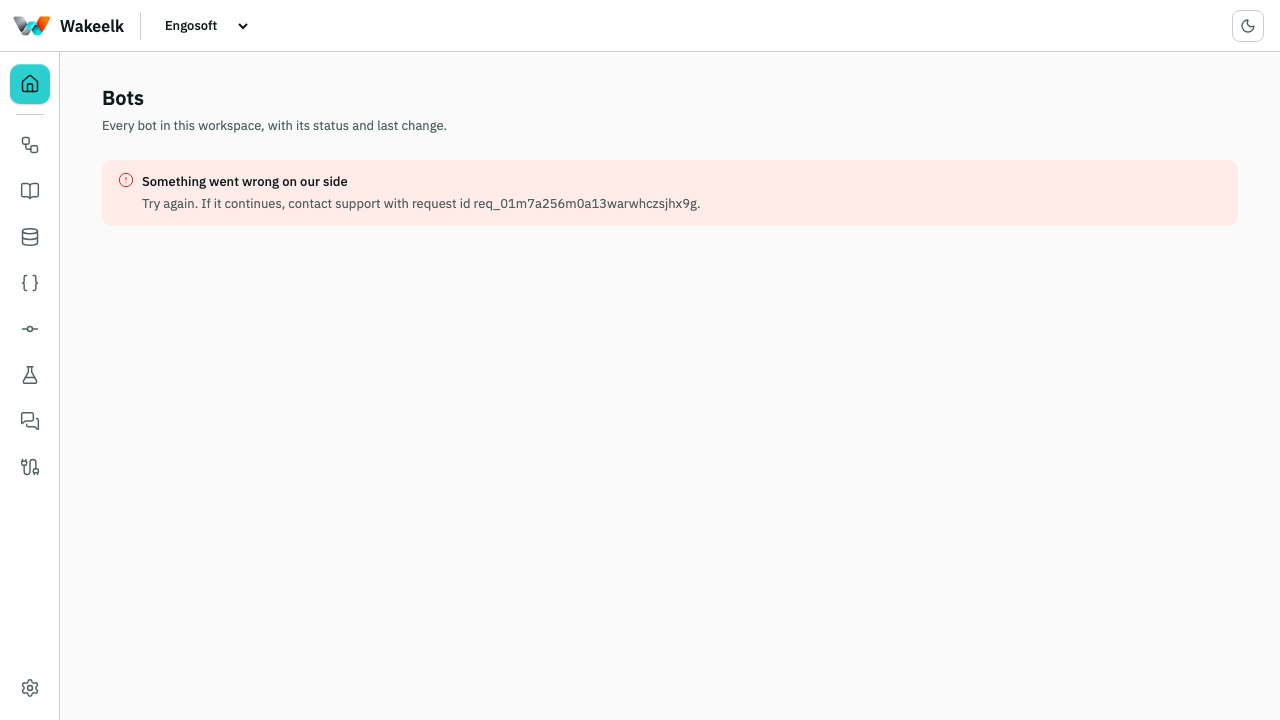 Wakeelk
Engosoft
Bots
Every bot in this workspace, with its status and last change.
Something went wrong on our side
Try again. If it continues, contact support with request id req_01m7a256m0a13warwhczsjhx9g.